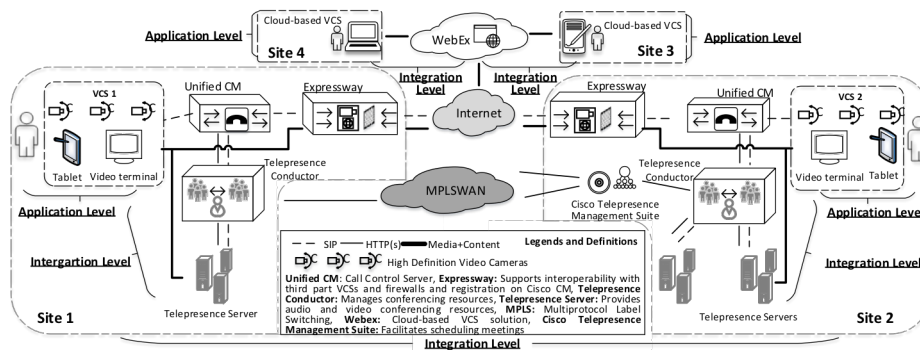 Cloud-based VCS
Application Level
Site 4
WebEx
Cloud-based VCS
Site 3
Application Level
Integration
Level
Integration
Level
VCS 1
Unified CM
Expressway
Internet
Expressway
Unified CM
VCS 2
Tablet
Video terminal
Telepresence
Conductor
MPLSWAN
Cisco Telepresence
Management Suite
Telepresence
Conductor
Video terminal
Tablet
Application Level
Application Level
Intergartion Level
Integration Level
Legends and Definitions
SIP
HTTP(s)
Media+Content
High Definition Video Cameras
Unified CM: Call Control Server, Expressway: Supports interoperability with
third part VCSs and firewalls and registration on Cisco CM, Telepresence
Conductor: Manages conferencing resources, Telepresence Server: Provides
audio and video conferencing resources, MPLS: Multiprotocol Label
Switching, Webex: Cloud-based VCS solution, Cisco Telepresence
Management Suite: Facilitates scheduling meetings
Telepresence Server
Telepresence Servers
Site 1
Site 2
Integration Level